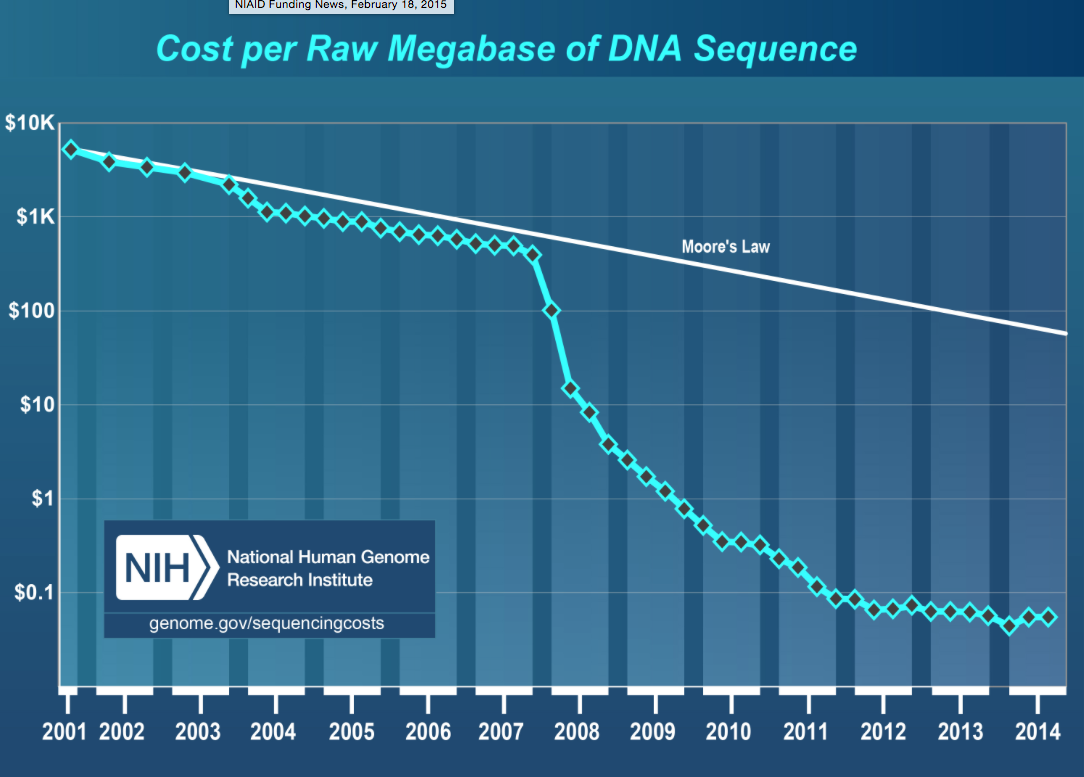 NIAID Funding News, February 18, 2015
Cost per Raw Megabase of DNA Sequence
$10K
$1K
$100
$10
$1
$0.1
Moore's Law
NIH
National Human Genome
Research Institute
genome.gov/sequencingcosts
2001 2002 2003 2004 2005 2006 2007 2008 2009 2010 2011 2012 2013 2014